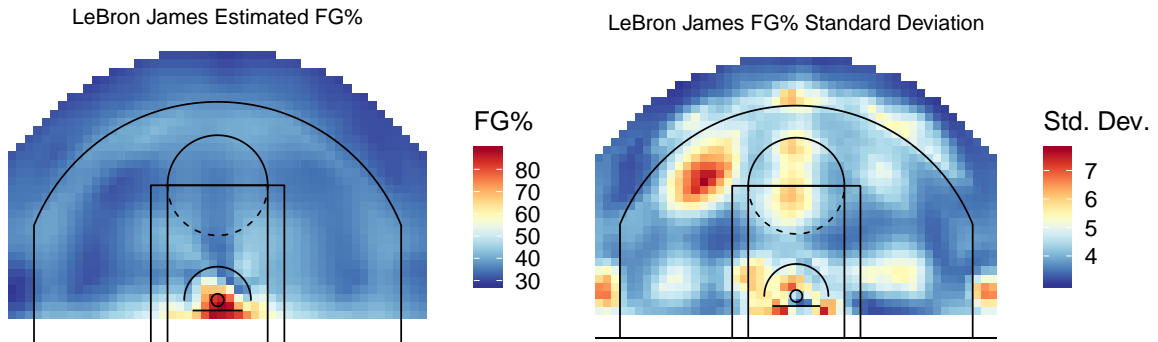 LeBron James Estimated FG%
FG%
80
70
60
50
40
30
LeBron James FG% Standard Deviation
Std. Dev.
7
6
5
4